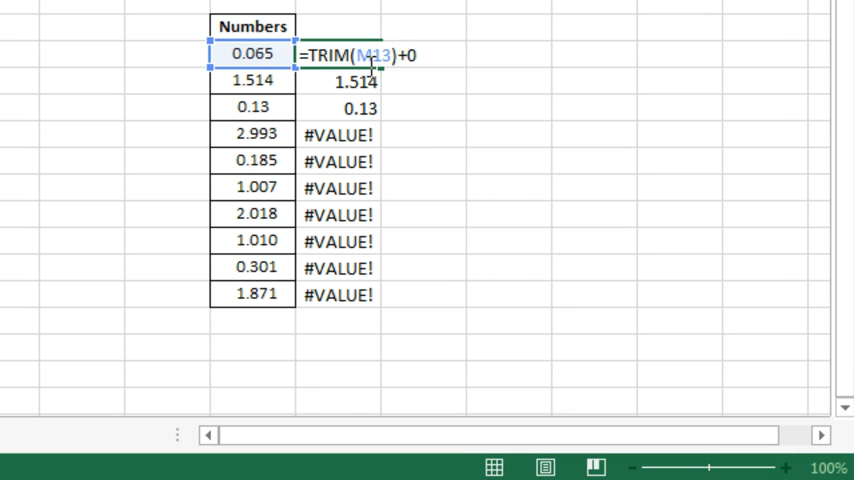 Numbers
0.065 =TRIM(M13)+0
1.514 1.514
0.13 0.13
2.993 #VALUE!
0.185 #VALUE!
1.007 #VALUE!
2.018 #VALUE!
1.010 #VALUE!
0.301 #VALUE!
1.871 #VALUE!
100%